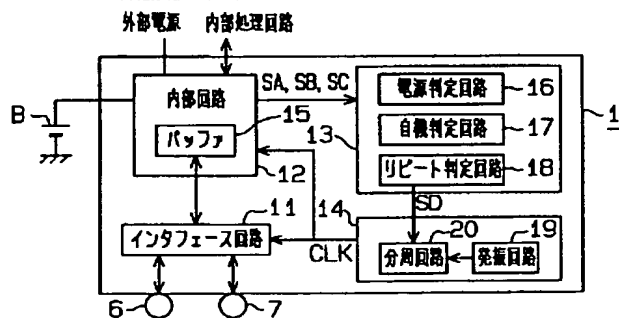 外部電源 内部処理回路
B
内部回路
15
バッファ
12
SA, SB, SC
電源判定回路 16
自機判定回路 17
リピート判定回路 18
13
1
SD
14
20
19
分周回路
発振回路
CLK
11
インタフェース回路
6
7